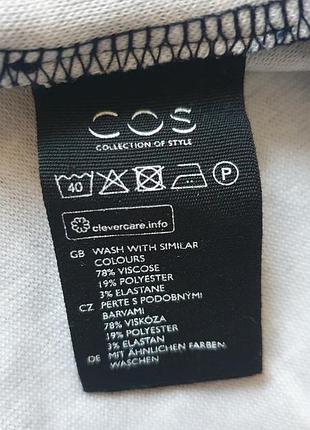 COS
COLLECTION OF STYLE
40 P
clevercare.info
GB WASH WITH SIMILAR
COLOURS
78% VISCOSE
19% POLYESTER
3% ELASTANE
CZ PERTE S PODOBNÝMI
BARVAMI
78% VISKÓZA
19% POLYESTER
3% ELASTAN
DE MIT ÄHNLICHEN FARBEN
WASCHEN